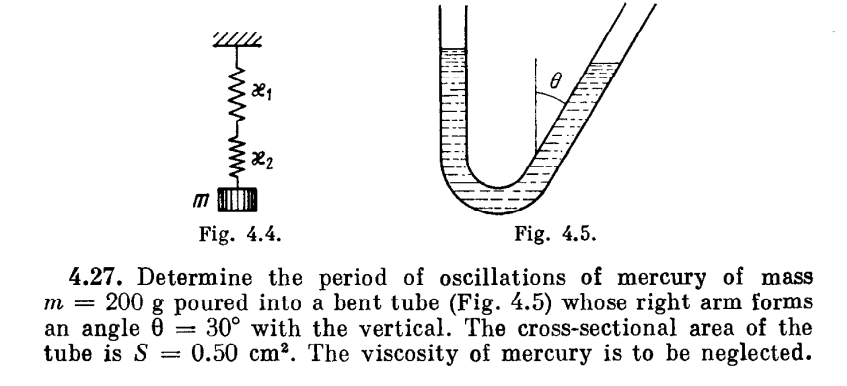 ϰ₁
θ
ϰ₂
m
Fig. 4.4.
Fig. 4.5.
4.27. Determine the period of oscillations of mercury of mass
m = 200 g poured into a bent tube (Fig. 4.5) whose right arm forms
an angle θ = 30° with the vertical. The cross-sectional area of the
tube is S = 0.50 cm². The viscosity of mercury is to be neglected.